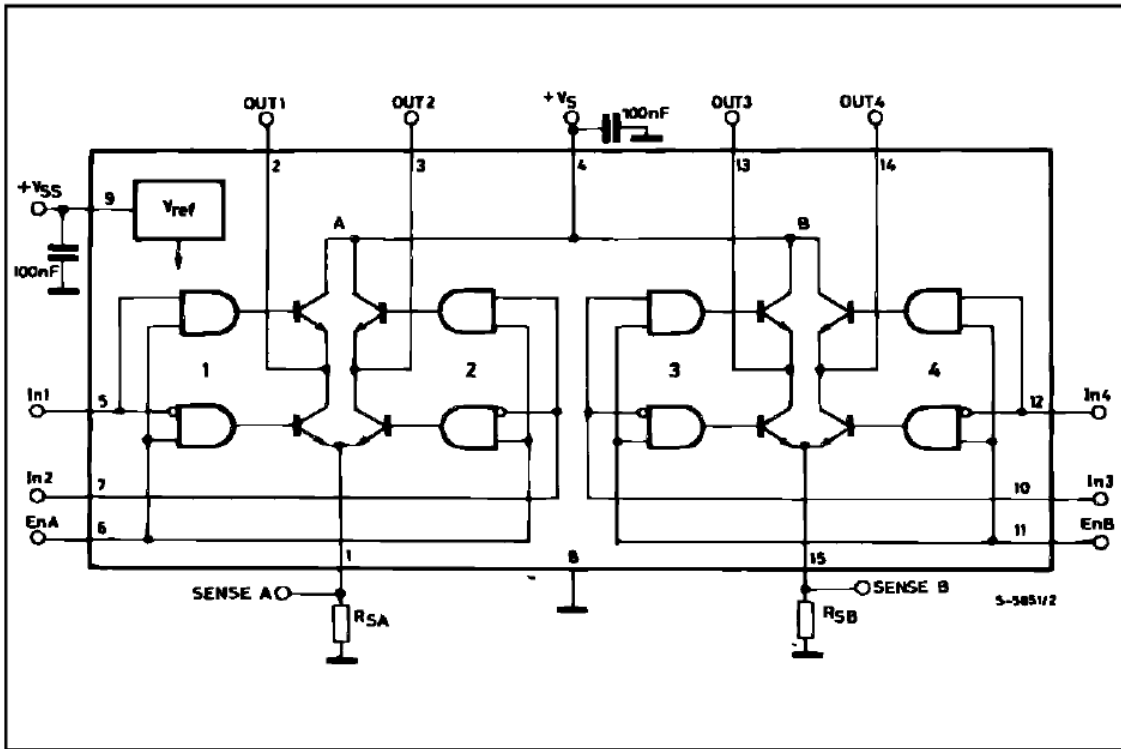 OUT1
OUT2
+VS
100nF
OUT3
OUT4
2
3
4
13
14
+VSS
9
Vref
A
B
100nF
1
2
3
4
In1
5
12
In4
In2
7
10
In3
EnA
6
11
EnB
1
8
15
SENSE A
SENSE B
S-5851/2
RSA
RSB